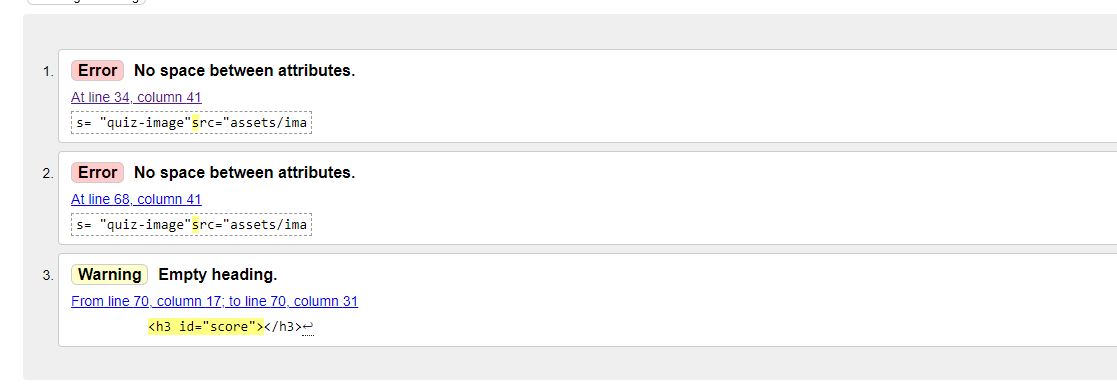 1. Error No space between attributes.
At line 34, column 41
s= "quiz-image"src="assets/ima
2. Error No space between attributes.
At line 68, column 41
s= "quiz-image"src="assets/ima
3. Warning Empty heading.
From line 70, column 17; to line 70, column 31
<h3 id="score"></h3>↩